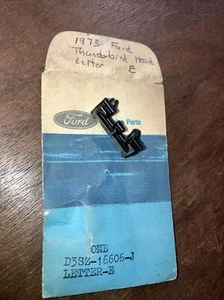 1973 Ford
Thunderbird Hood
Letter E
Ford
Parts
ONE
D3SZ-16606-J
LETTER-E